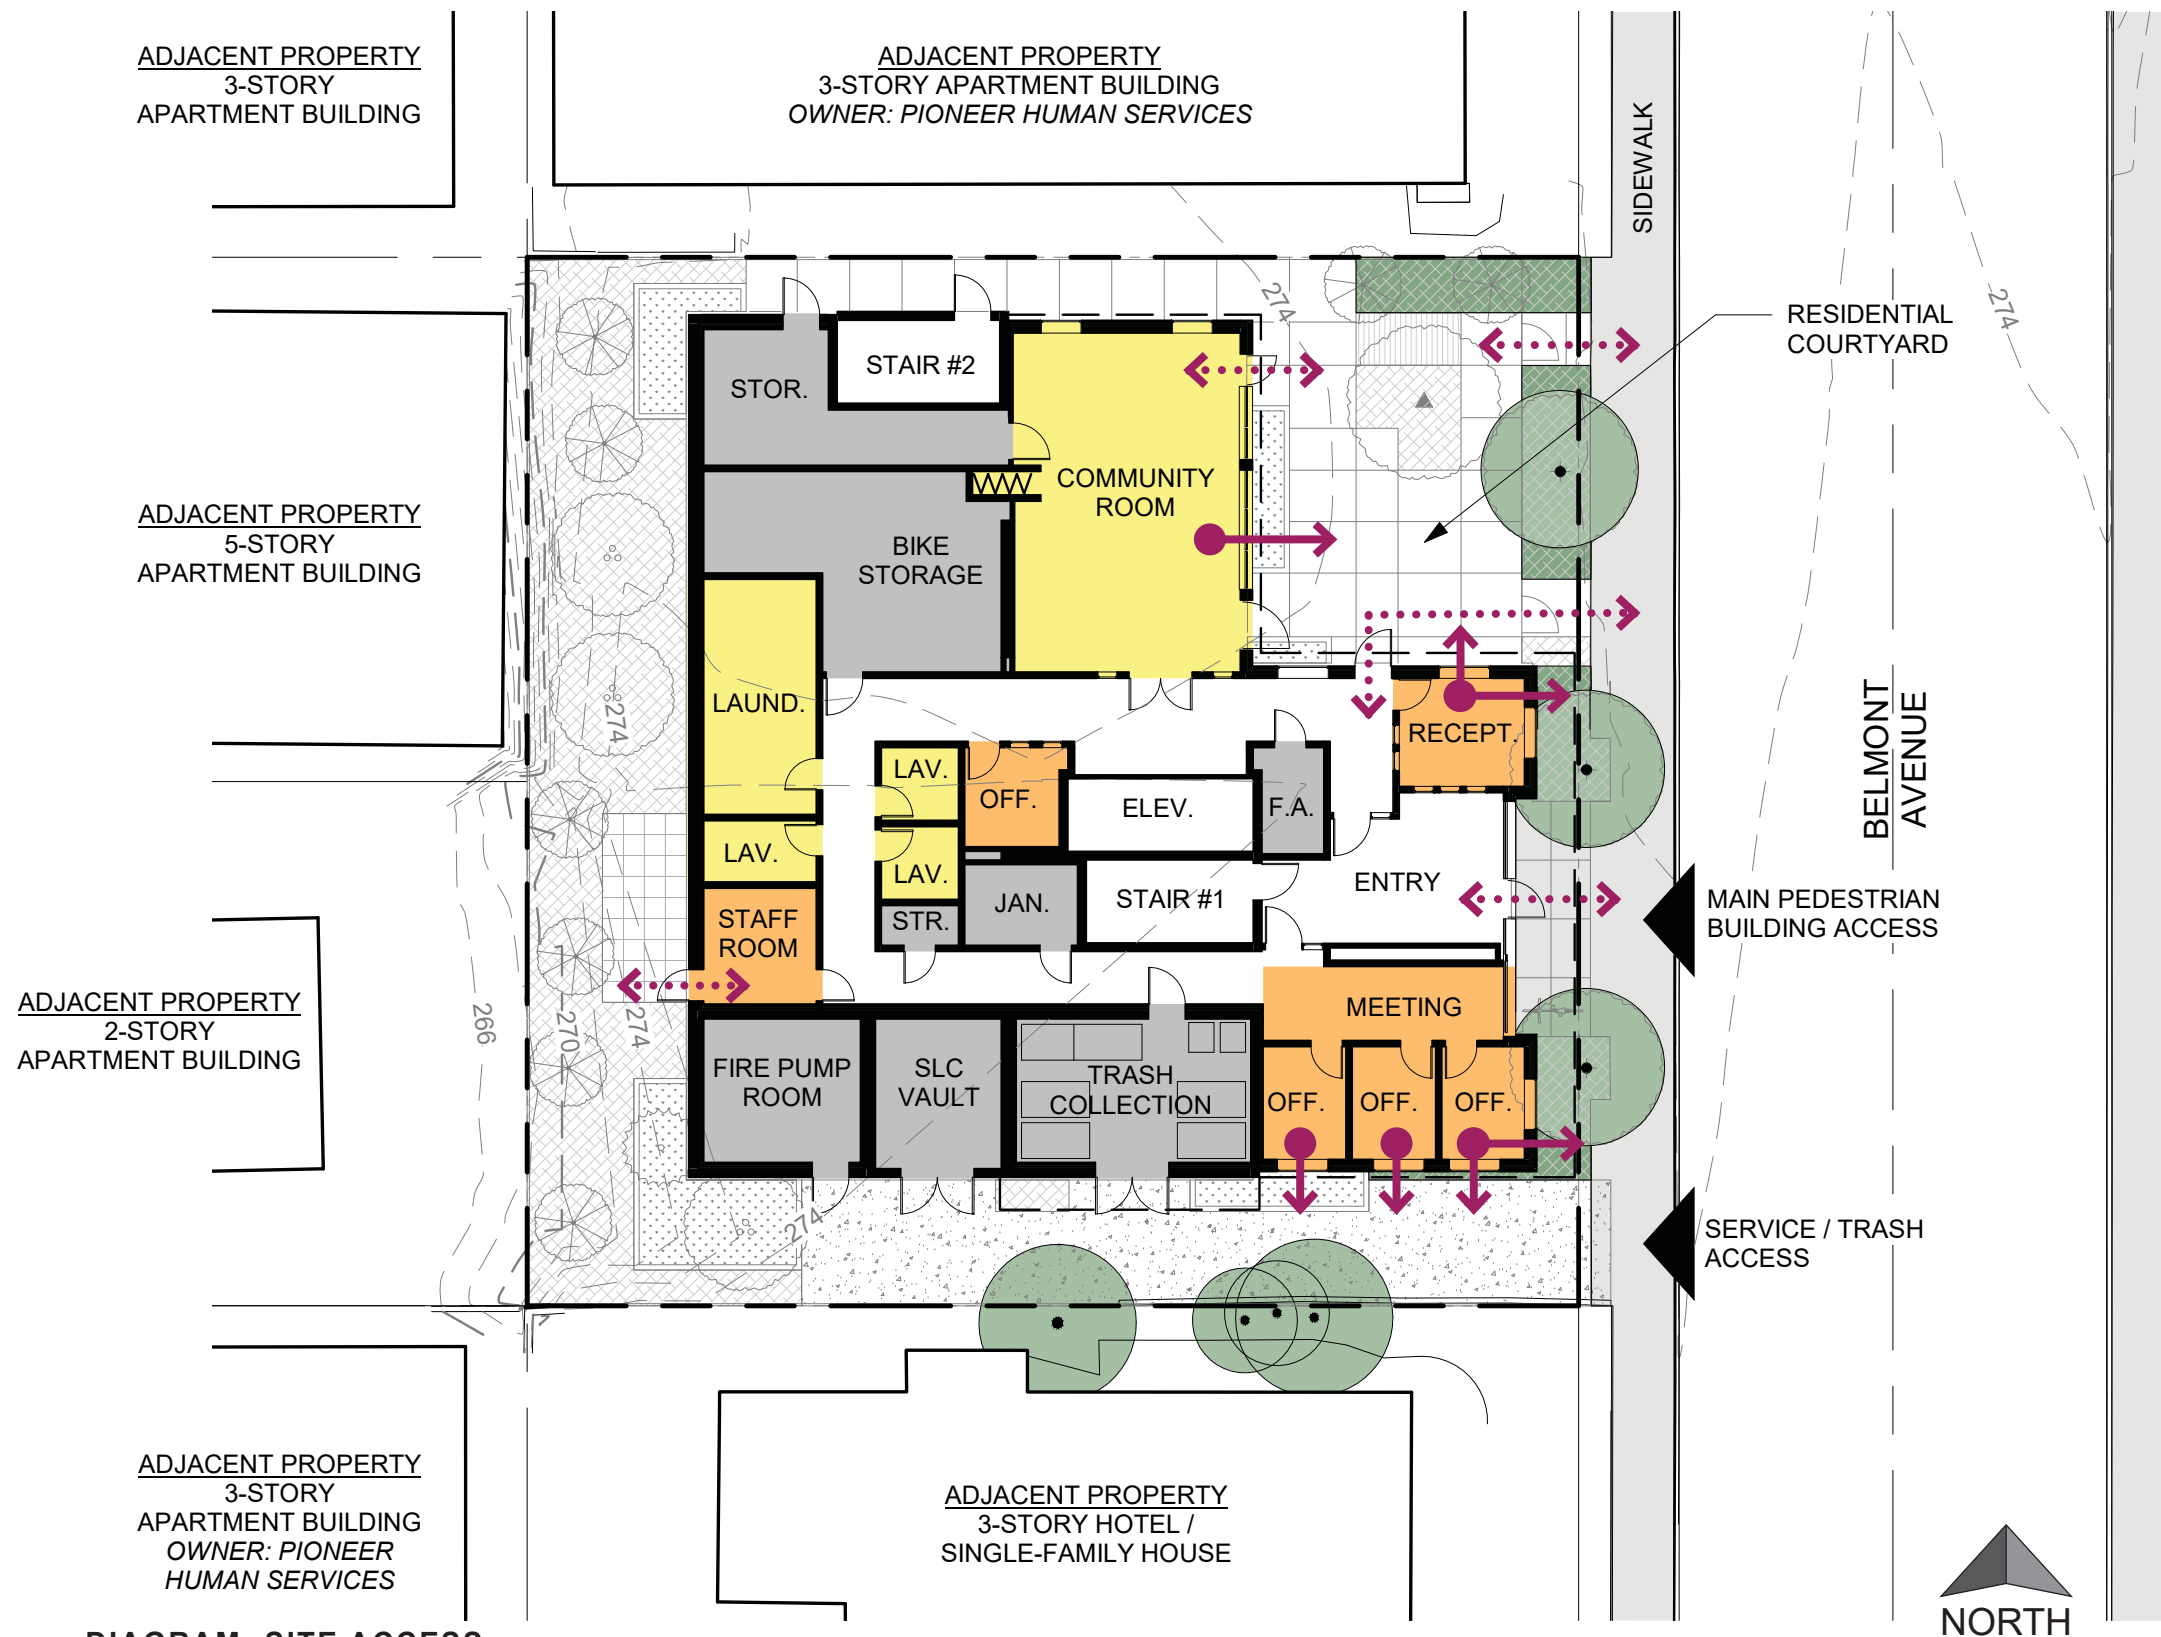 ADJACENT PROPERTY
3-STORY
APARTMENT BUILDING
ADJACENT PROPERTY
3-STORY APARTMENT BUILDING
OWNER: PIONEER HUMAN SERVICES
SIDEWALK
274
274
RESIDENTIAL
COURTYARD
STOR.
STAIR #2
COMMUNITY
ROOM
ADJACENT PROPERTY
5-STORY
APARTMENT BUILDING
BIKE
STORAGE
LAUND.
274
RECEPT.
LAV.
OFF.
ELEV.
F.A.
BELMONT
AVENUE
LAV.
LAV.
JAN.
STAIR #1
ENTRY
STR.
STAFF
ROOM
MAIN PEDESTRIAN
BUILDING ACCESS
ADJACENT PROPERTY
2-STORY
APARTMENT BUILDING
266
270
274
MEETING
FIRE PUMP
ROOM
SLC
VAULT
TRASH
COLLECTION
OFF.
OFF.
OFF.
274
SERVICE / TRASH
ACCESS
ADJACENT PROPERTY
3-STORY
APARTMENT BUILDING
OWNER: PIONEER
HUMAN SERVICES
ADJACENT PROPERTY
3-STORY HOTEL /
SINGLE-FAMILY HOUSE
NORTH
DIAGRAM: SITE ACCESS